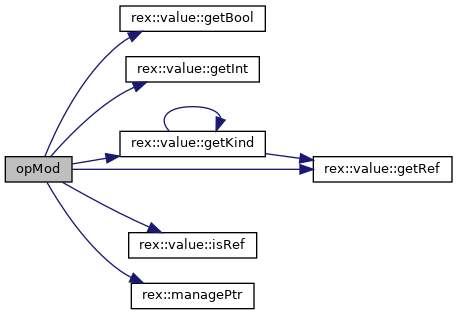 rex::value::getBool
rex::value::getInt
rex::value::getKind
opMod
rex::value::getRef
rex::value::isRef
rex::managePtr